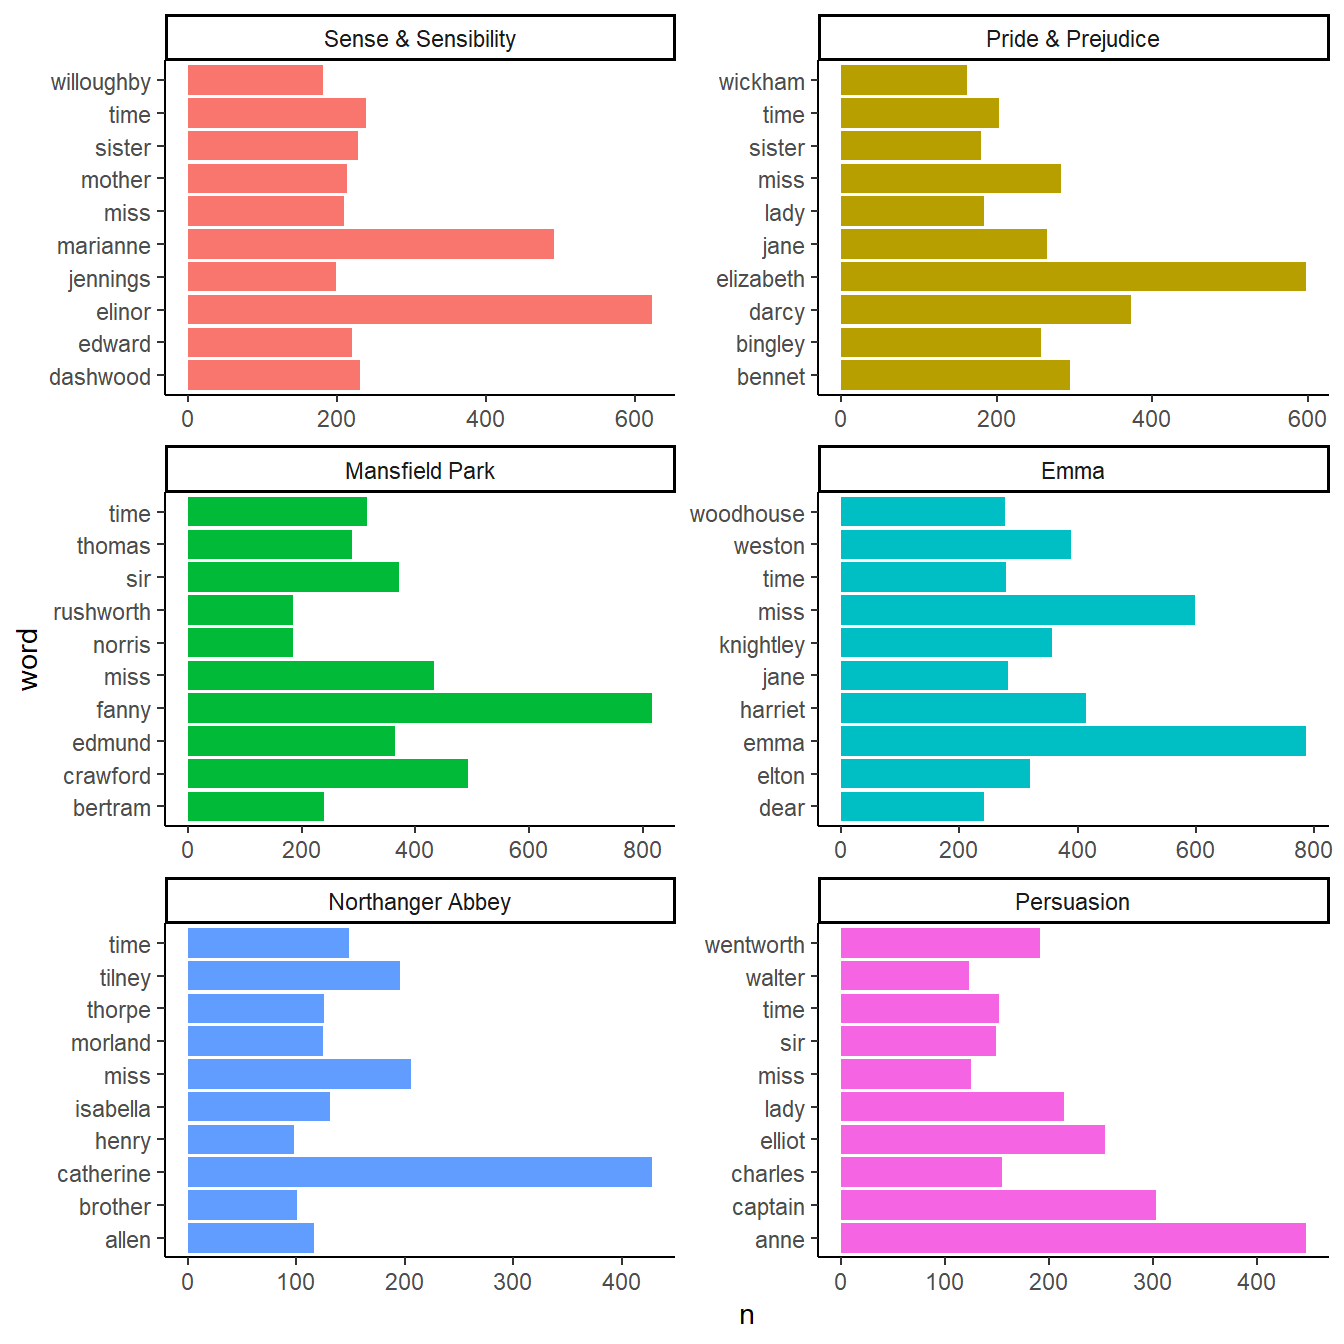 Sense & Sensibility
willoughby
time
sister
mother
miss
marianne
jennings
elinor
edward
dashwood
0 200 400 600
Pride & Prejudice
wickham
time
sister
miss
lady
jane
elizabeth
darcy
bingley
bennet
0 200 400 600
Mansfield Park
time
thomas
sir
rushworth
norris
miss
fanny
edmund
crawford
bertram
0 200 400 600 800
Emma
woodhouse
weston
time
miss
knightley
jane
harriet
emma
elton
dear
0 200 400 600 800
Northanger Abbey
time
tilney
thorpe
morland
miss
isabella
henry
catherine
brother
allen
0 100 200 300 400
Persuasion
wentworth
walter
time
sir
miss
lady
elliot
charles
captain
anne
0 100 200 300 400
word
n